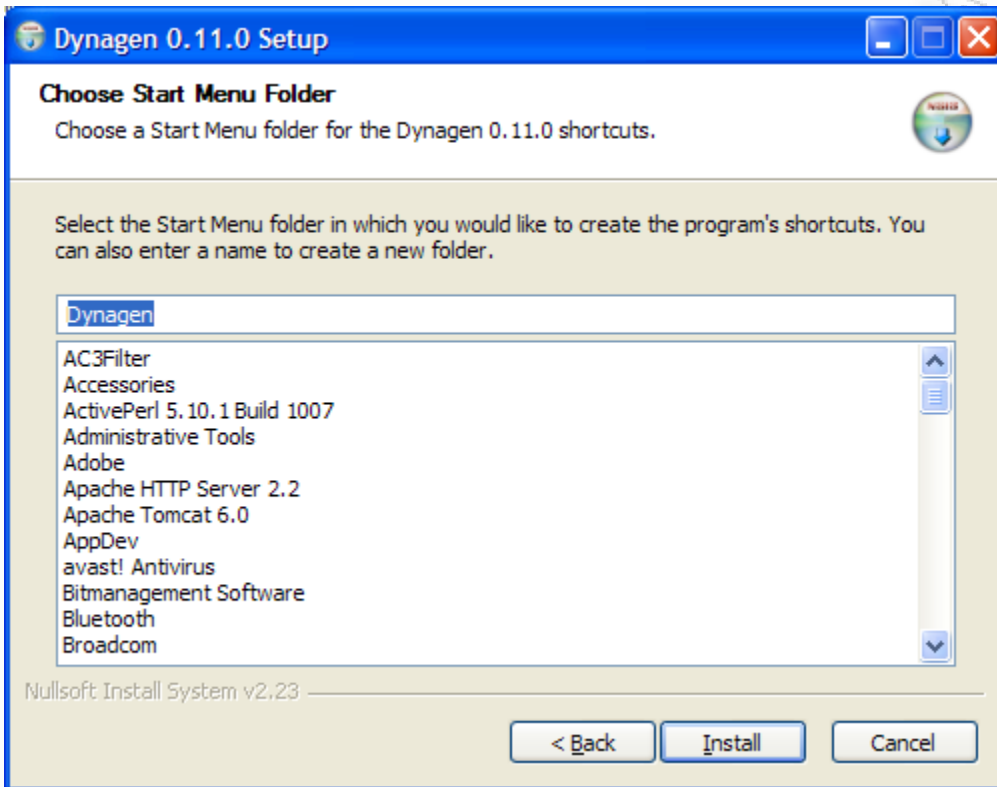 Dynagen 0.11.0 Setup
Choose Start Menu Folder
Choose a Start Menu folder for the Dynagen 0.11.0 shortcuts.
Select the Start Menu folder in which you would like to create the program's shortcuts. You
can also enter a name to create a new folder.
Dynagen
AC3Filter
Accessories
ActivePerl 5.10.1 Build 1007
Administrative Tools
Adobe
Apache HTTP Server 2.2
Apache Tomcat 6.0
AppDev
avast! Antivirus
Bitmanagement Software
Bluetooth
Broadcom
Nullsoft Install System v2.23
< Back Install Cancel